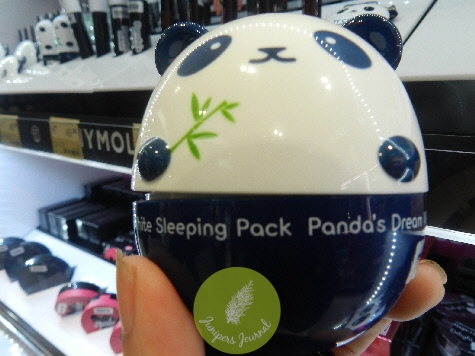 YMOL
ite Sleeping Pack Panda's Dream
Junipers Journal